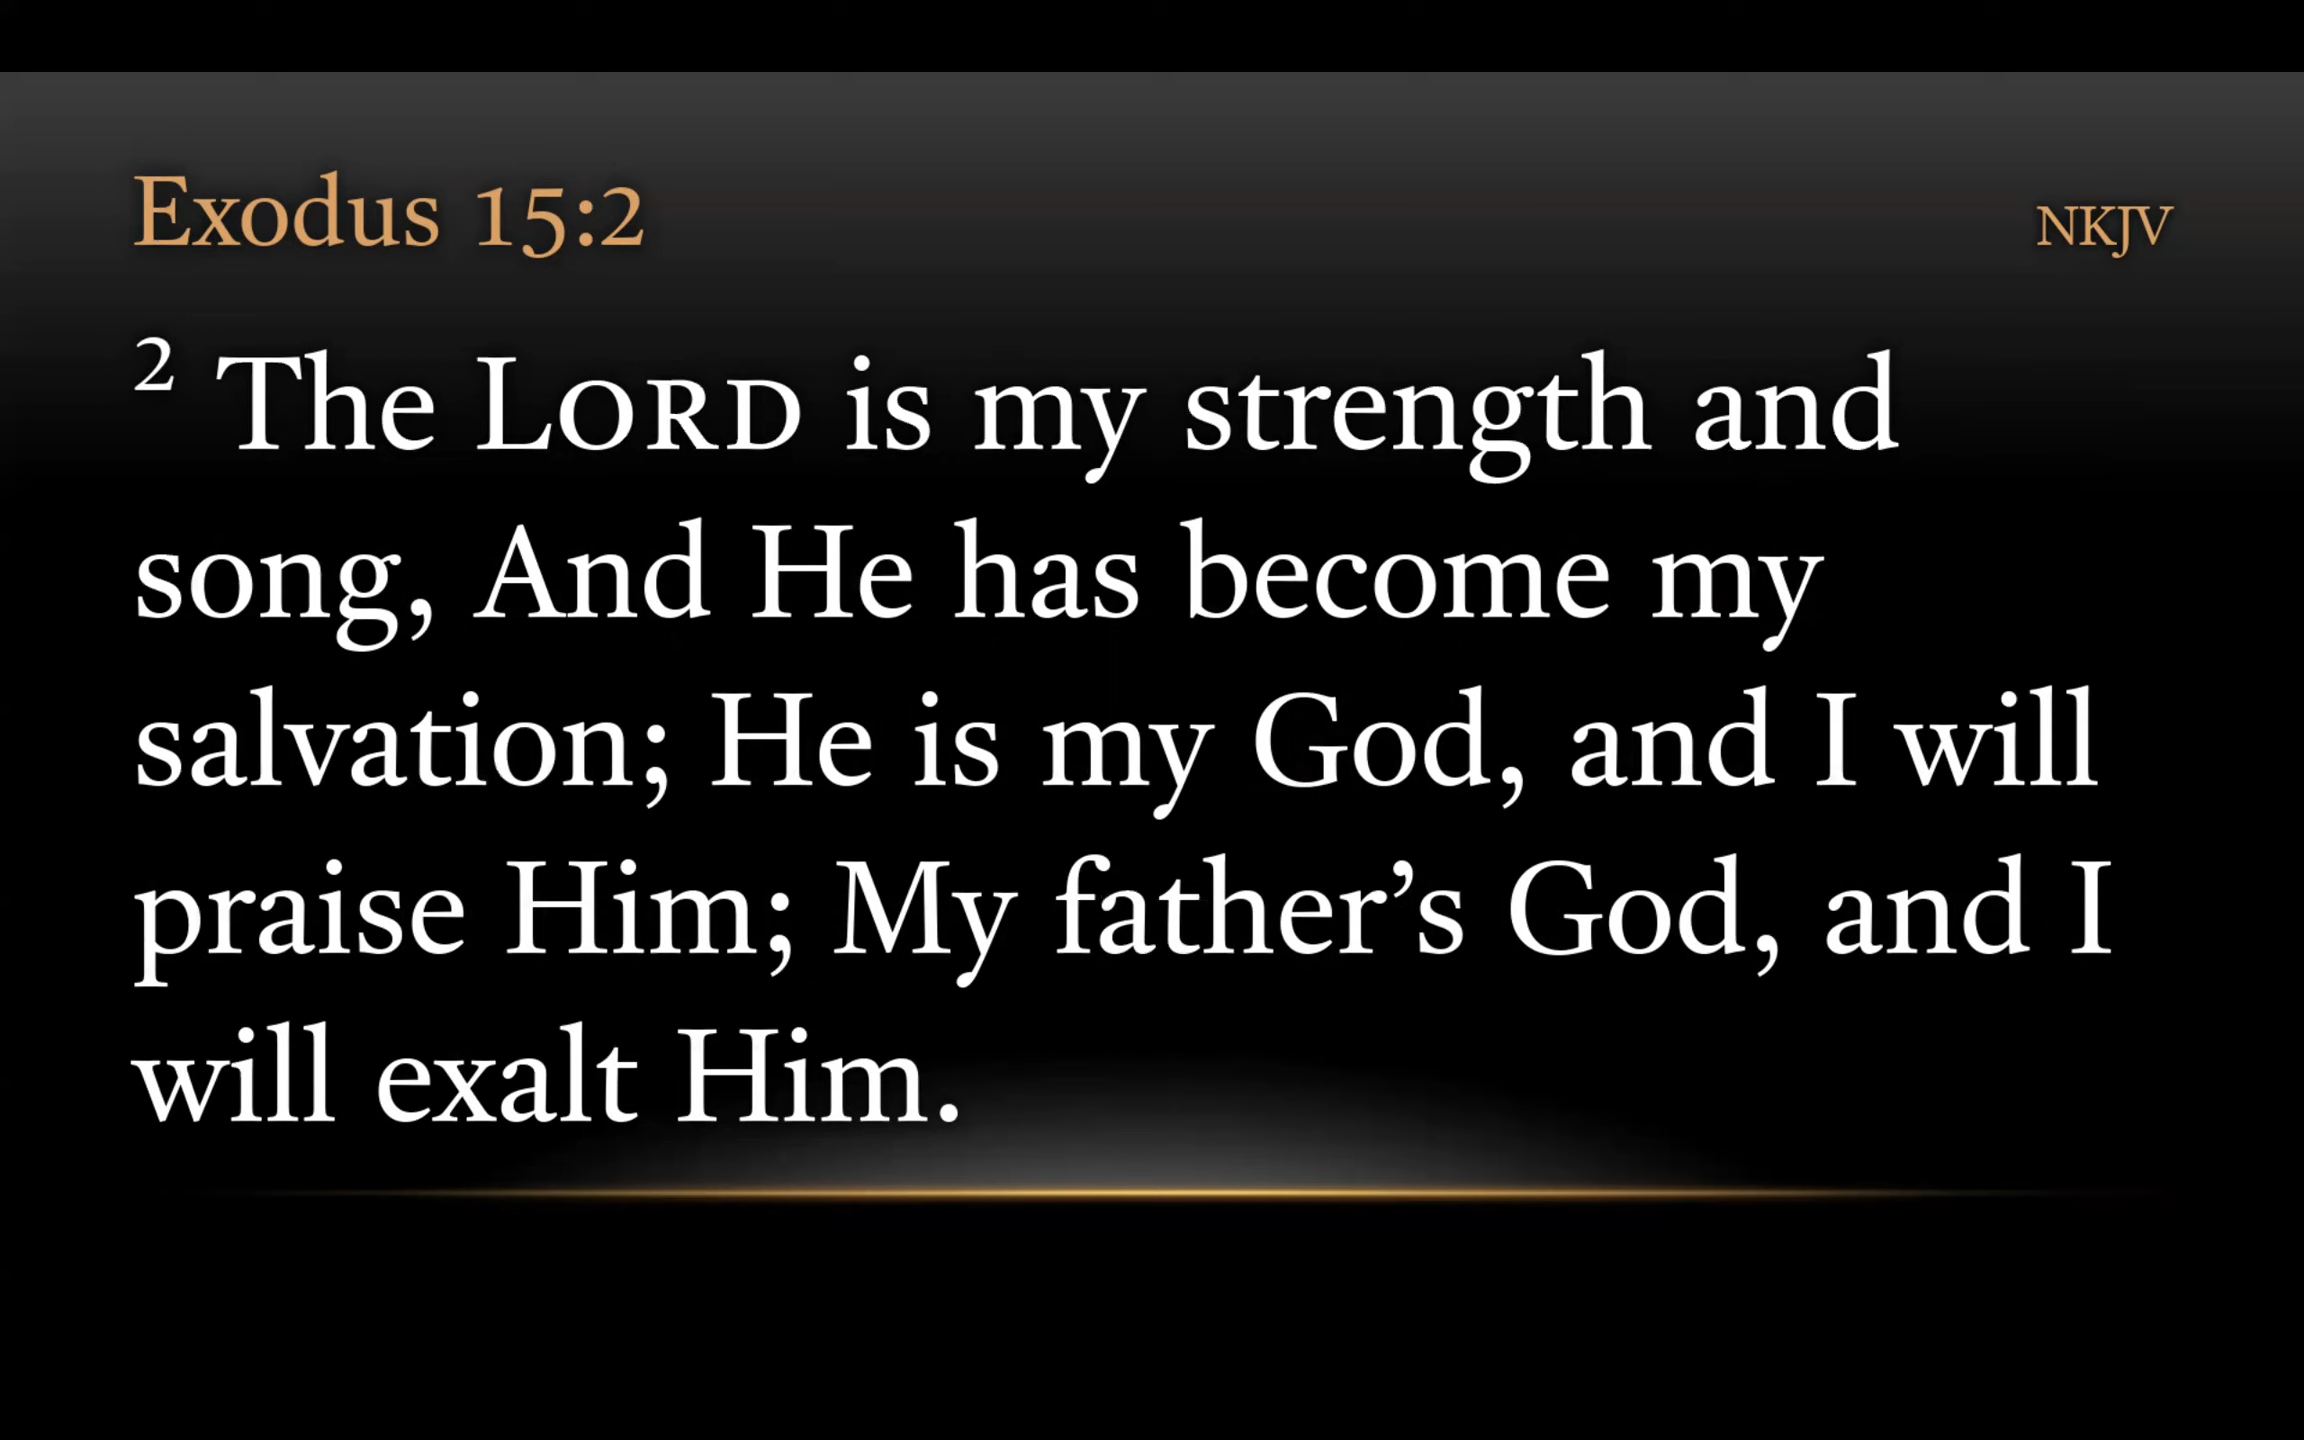 Exodus 15:2 NKJV
2 The LORD is my strength and
song, And He has become my
salvation; He is my God, and I will
praise Him; My father’s God, and I
will exalt Him.